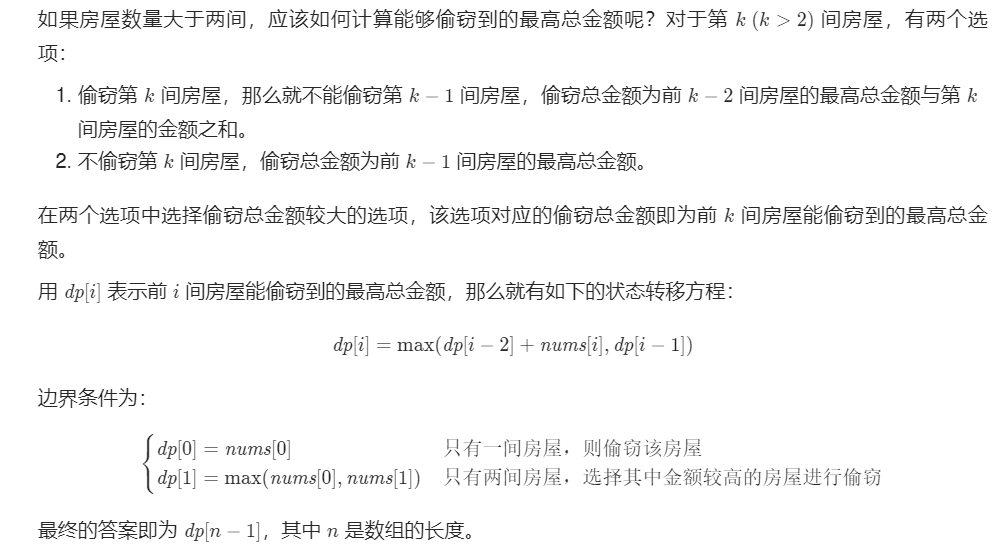 如果房屋数量大于两间，应该如何计算能够偷窃到的最高总金额呢？对于第 k (k > 2) 间房屋，有两个选
项：
1. 偷窃第 k 间房屋，那么就不能偷窃第 k − 1 间房屋，偷窃总金额为前 k − 2 间房屋的最高总金额与第 k
间房屋的金额之和。
2. 不偷窃第 k 间房屋，偷窃总金额为前 k − 1 间房屋的最高总金额。
在两个选项中选择偷窃总金额较大的选项，该选项对应的偷窃总金额即为前 k 间房屋能偷窃到的最高总金
额。
用 dp[i] 表示前 i 间房屋能偷窃到的最高总金额，那么就有如下的状态转移方程：
dp[i] = max(dp[i − 2] + nums[i], dp[i − 1])
边界条件为：
dp[0] = nums[0] 只有一间房屋，则偷窃该房屋
dp[1] = max(nums[0], nums[1]) 只有两间房屋，选择其中金额较高的房屋进行偷窃
最终的答案即为 dp[n − 1]，其中 n 是数组的长度。